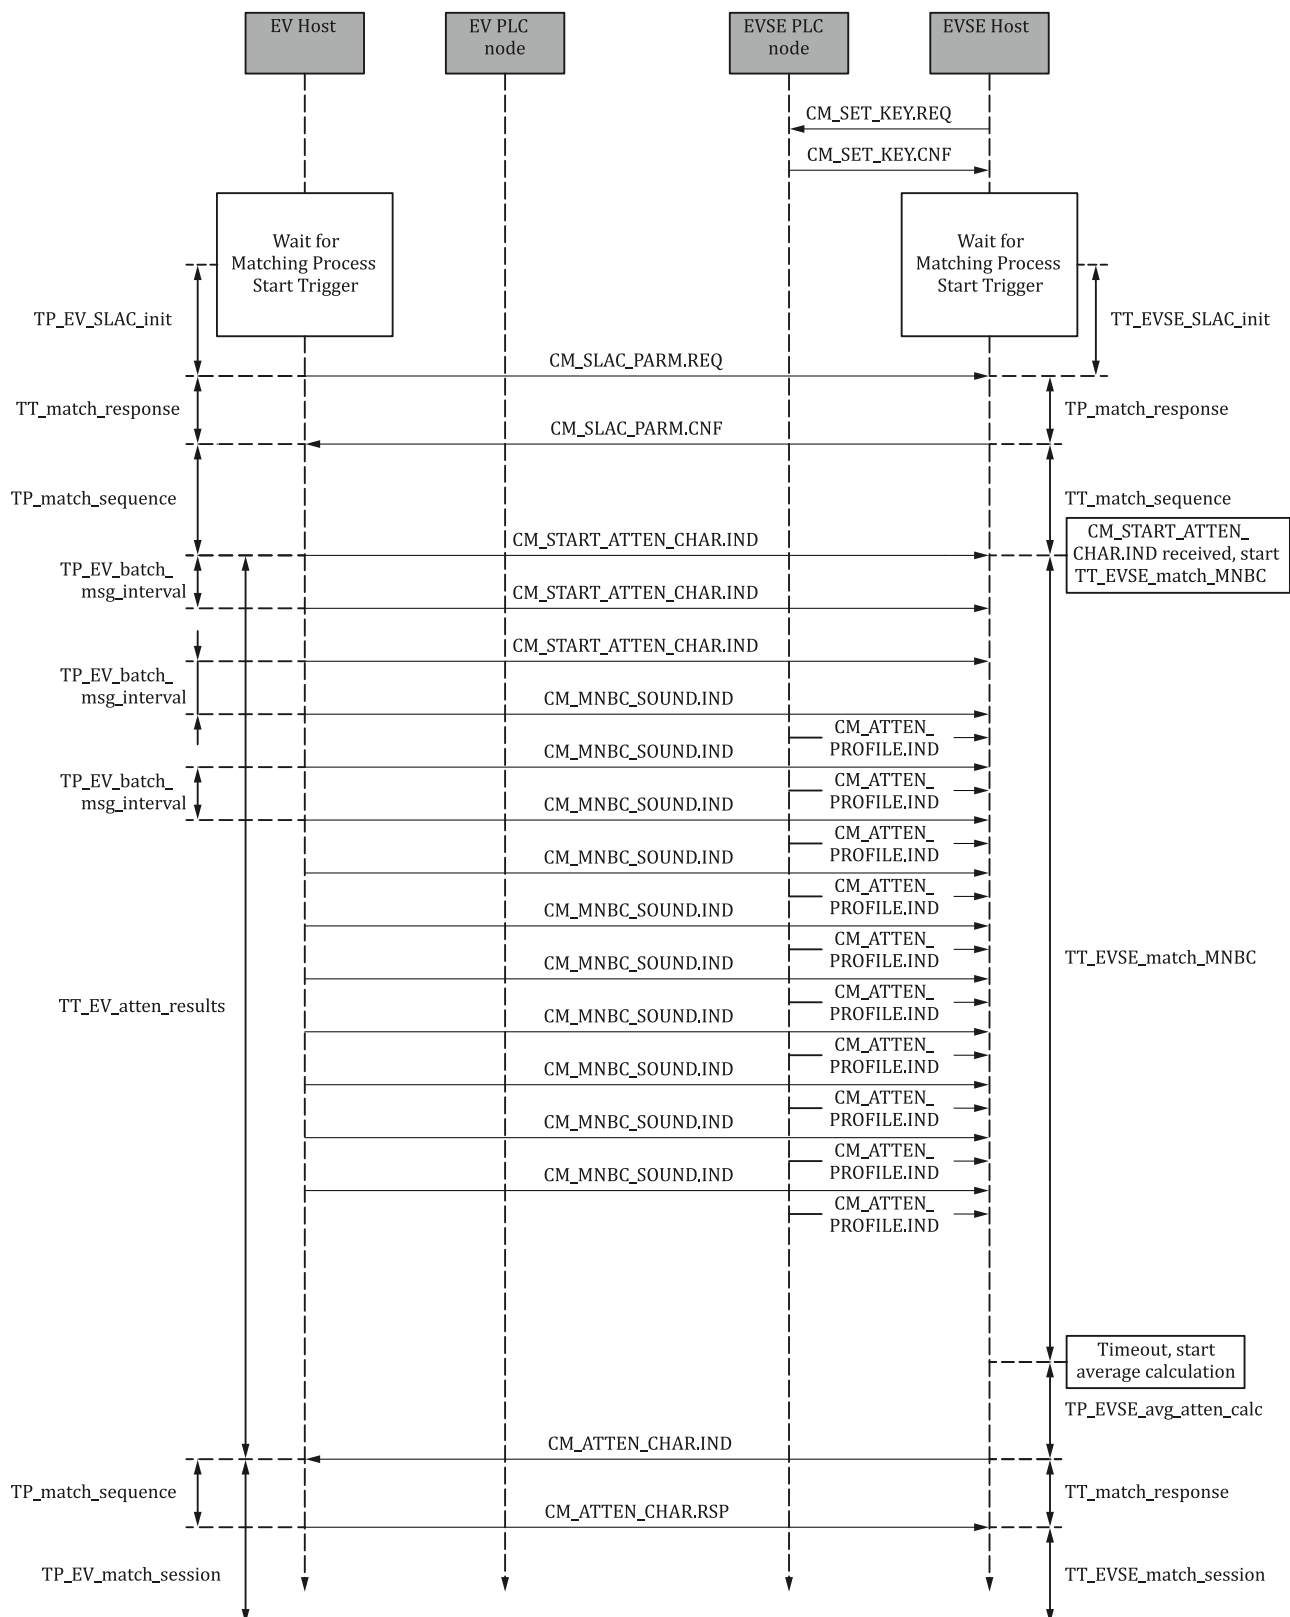 EV Host
EV PLC
node
EVSE PLC
node
EVSE Host
CM_SET_KEY.REQ
CM_SET_KEY.CNF
Wait for
Matching Process
Start Trigger
Wait for
Matching Process
Start Trigger
TP_EV_SLAC_init
TT_EVSE_SLAC_init
CM_SLAC_PARM.REQ
TT_match_response
TP_match_response
CM_SLAC_PARM.CNF
TP_match_sequence
TT_match_sequence
CM_START_ATTEN_
CHAR.IND received, start
TT_EVSE_match_MNBC
CM_START_ATTEN_CHAR.IND
TP_EV_batch_
msg_interval
CM_START_ATTEN_CHAR.IND
CM_START_ATTEN_CHAR.IND
TP_EV_batch_
msg_interval
CM_MNBC_SOUND.IND
CM_ATTEN_
PROFILE.IND
CM_MNBC_SOUND.IND
TP_EV_batch_
msg_interval
CM_ATTEN_
PROFILE.IND
CM_MNBC_SOUND.IND
CM_ATTEN_
PROFILE.IND
CM_MNBC_SOUND.IND
CM_ATTEN_
PROFILE.IND
CM_MNBC_SOUND.IND
CM_ATTEN_
PROFILE.IND
CM_MNBC_SOUND.IND
TT_EVSE_match_MNBC
CM_ATTEN_
PROFILE.IND
TT_EV_atten_results
CM_MNBC_SOUND.IND
CM_ATTEN_
PROFILE.IND
CM_MNBC_SOUND.IND
CM_ATTEN_
PROFILE.IND
CM_MNBC_SOUND.IND
CM_ATTEN_
PROFILE.IND
CM_MNBC_SOUND.IND
CM_ATTEN_
PROFILE.IND
Timeout, start
average calculation
TP_EVSE_avg_atten_calc
CM_ATTEN_CHAR.IND
TP_match_sequence
TT_match_response
CM_ATTEN_CHAR.RSP
TP_EV_match_session
TT_EVSE_match_session